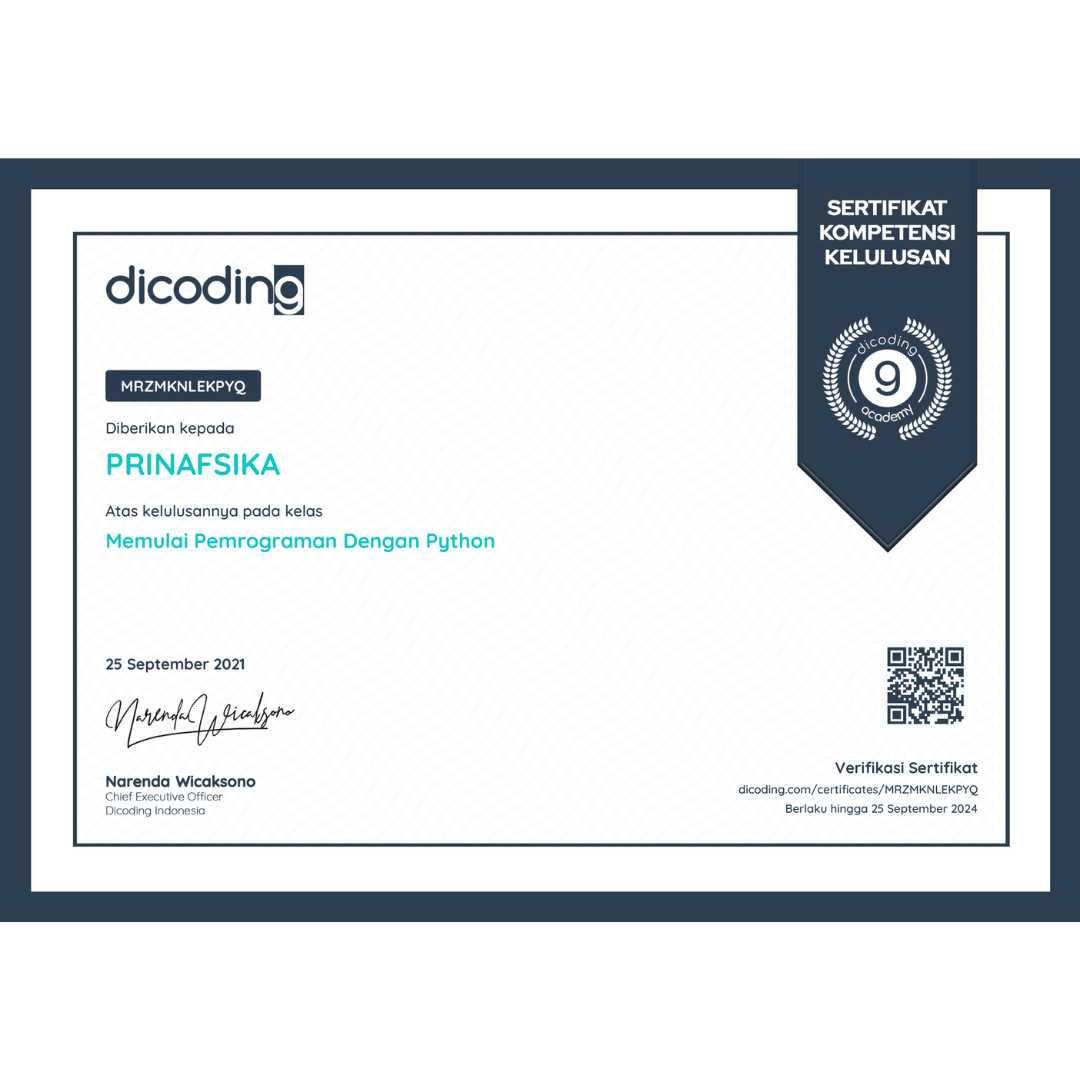 SERTIFIKAT
KOMPETENSI
KELULUSAN
dicoding
dicoding
9
academy
MRZMKNLEKPYQ
Diberikan kepada
PRINAFSIKA
Atas kelulusannya pada kelas
Memulai Pemrograman Dengan Python
25 September 2021
Narenda Wicaksono
Narenda Wicaksono
Chief Executive Officer
Dicoding Indonesia
Verifikasi Sertifikat
dicoding.com/certificates/MRZMKNLEKPYQ
Berlaku hingga 25 September 2024